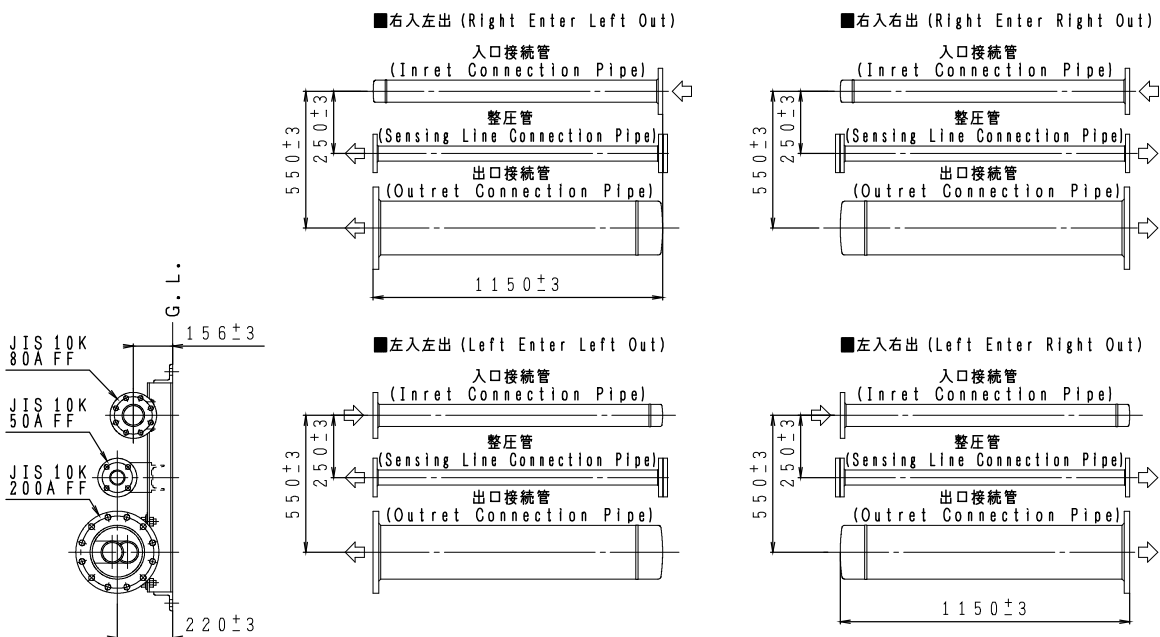 ■右入左出 (Right Enter Left Out)
入口接続管
(Inret Connection Pipe)
整圧管
(Sensing Line Connection Pipe)
出口接続管
(Outret Connection Pipe)
550±3
250±3
1150±3
■右入右出 (Right Enter Right Out)
入口接続管
(Inret Connection Pipe)
整圧管
(Sensing Line Connection Pipe)
出口接続管
(Outret Connection Pipe)
550±3
250±3
G.L.
156±3
JIS 10K
80A FF
JIS 10K
50A FF
JIS 10K
200A FF
220±3
■左入左出 (Left Enter Left Out)
入口接続管
(Inret Connection Pipe)
整圧管
(Sensing Line Connection Pipe)
出口接続管
(Outret Connection Pipe)
550±3
250±3
■左入右出 (Left Enter Right Out)
入口接続管
(Inret Connection Pipe)
整圧管
(Sensing Line Connection Pipe)
出口接続管
(Outret Connection Pipe)
550±3
250±3
1150±3